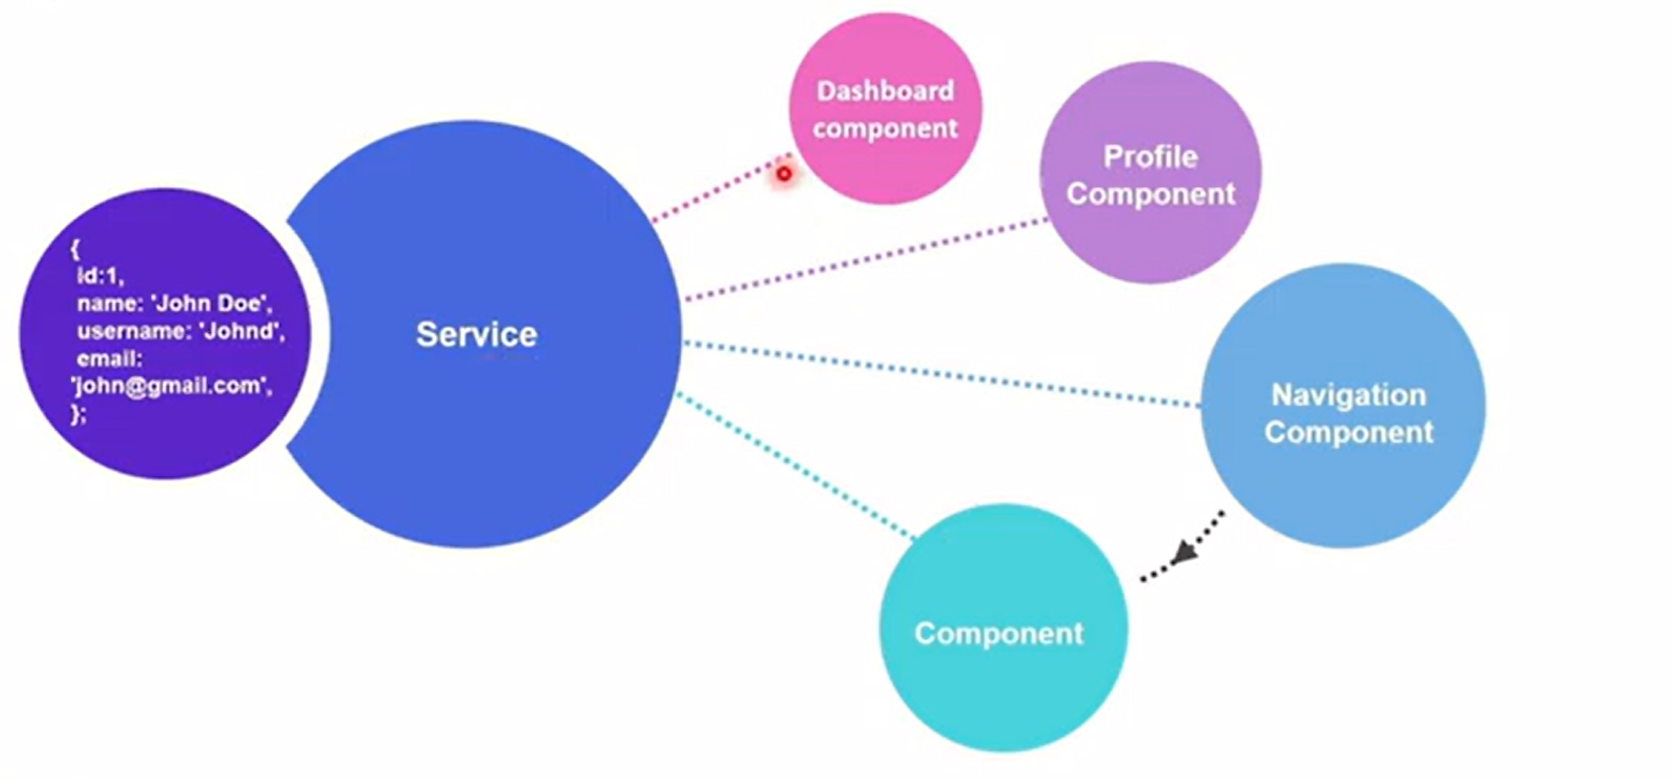 {
id:1,
name: 'John Doe',
username: 'Johnd',
email:
'john@gmail.com',
};
Service
Dashboard
component
Profile
Component
Navigation
Component
Component